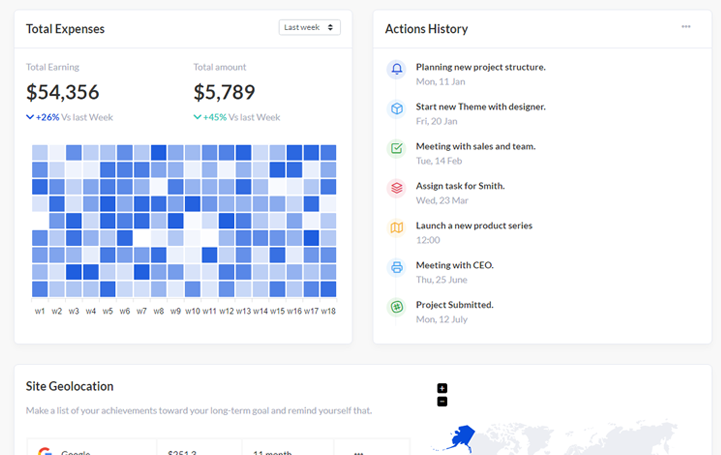 Total Expenses
Last week
Total Earning
Total amount
$54,356
$5,789
+26% Vs last Week
+45% Vs last Week
w1 w2 w3 w4 w5 w6 w7 w8 w9 w10 w11 w12 w13 w14 w15 w16 w17 w18
Actions History
Planning new project structure.
Mon, 11 Jan
Start new Theme with designer.
Fri, 20 Jan
Meeting with sales and team.
Tue, 14 Feb
Assign task for Smith.
Wed, 23 Mar
Launch a new product series
12:00
Meeting with CEO.
Thu, 25 June
Project Submitted.
Mon, 12 July
Site Geolocation
Make a list of your achievements toward your long-term goal and remind yourself that.
Google $251.3 11 month